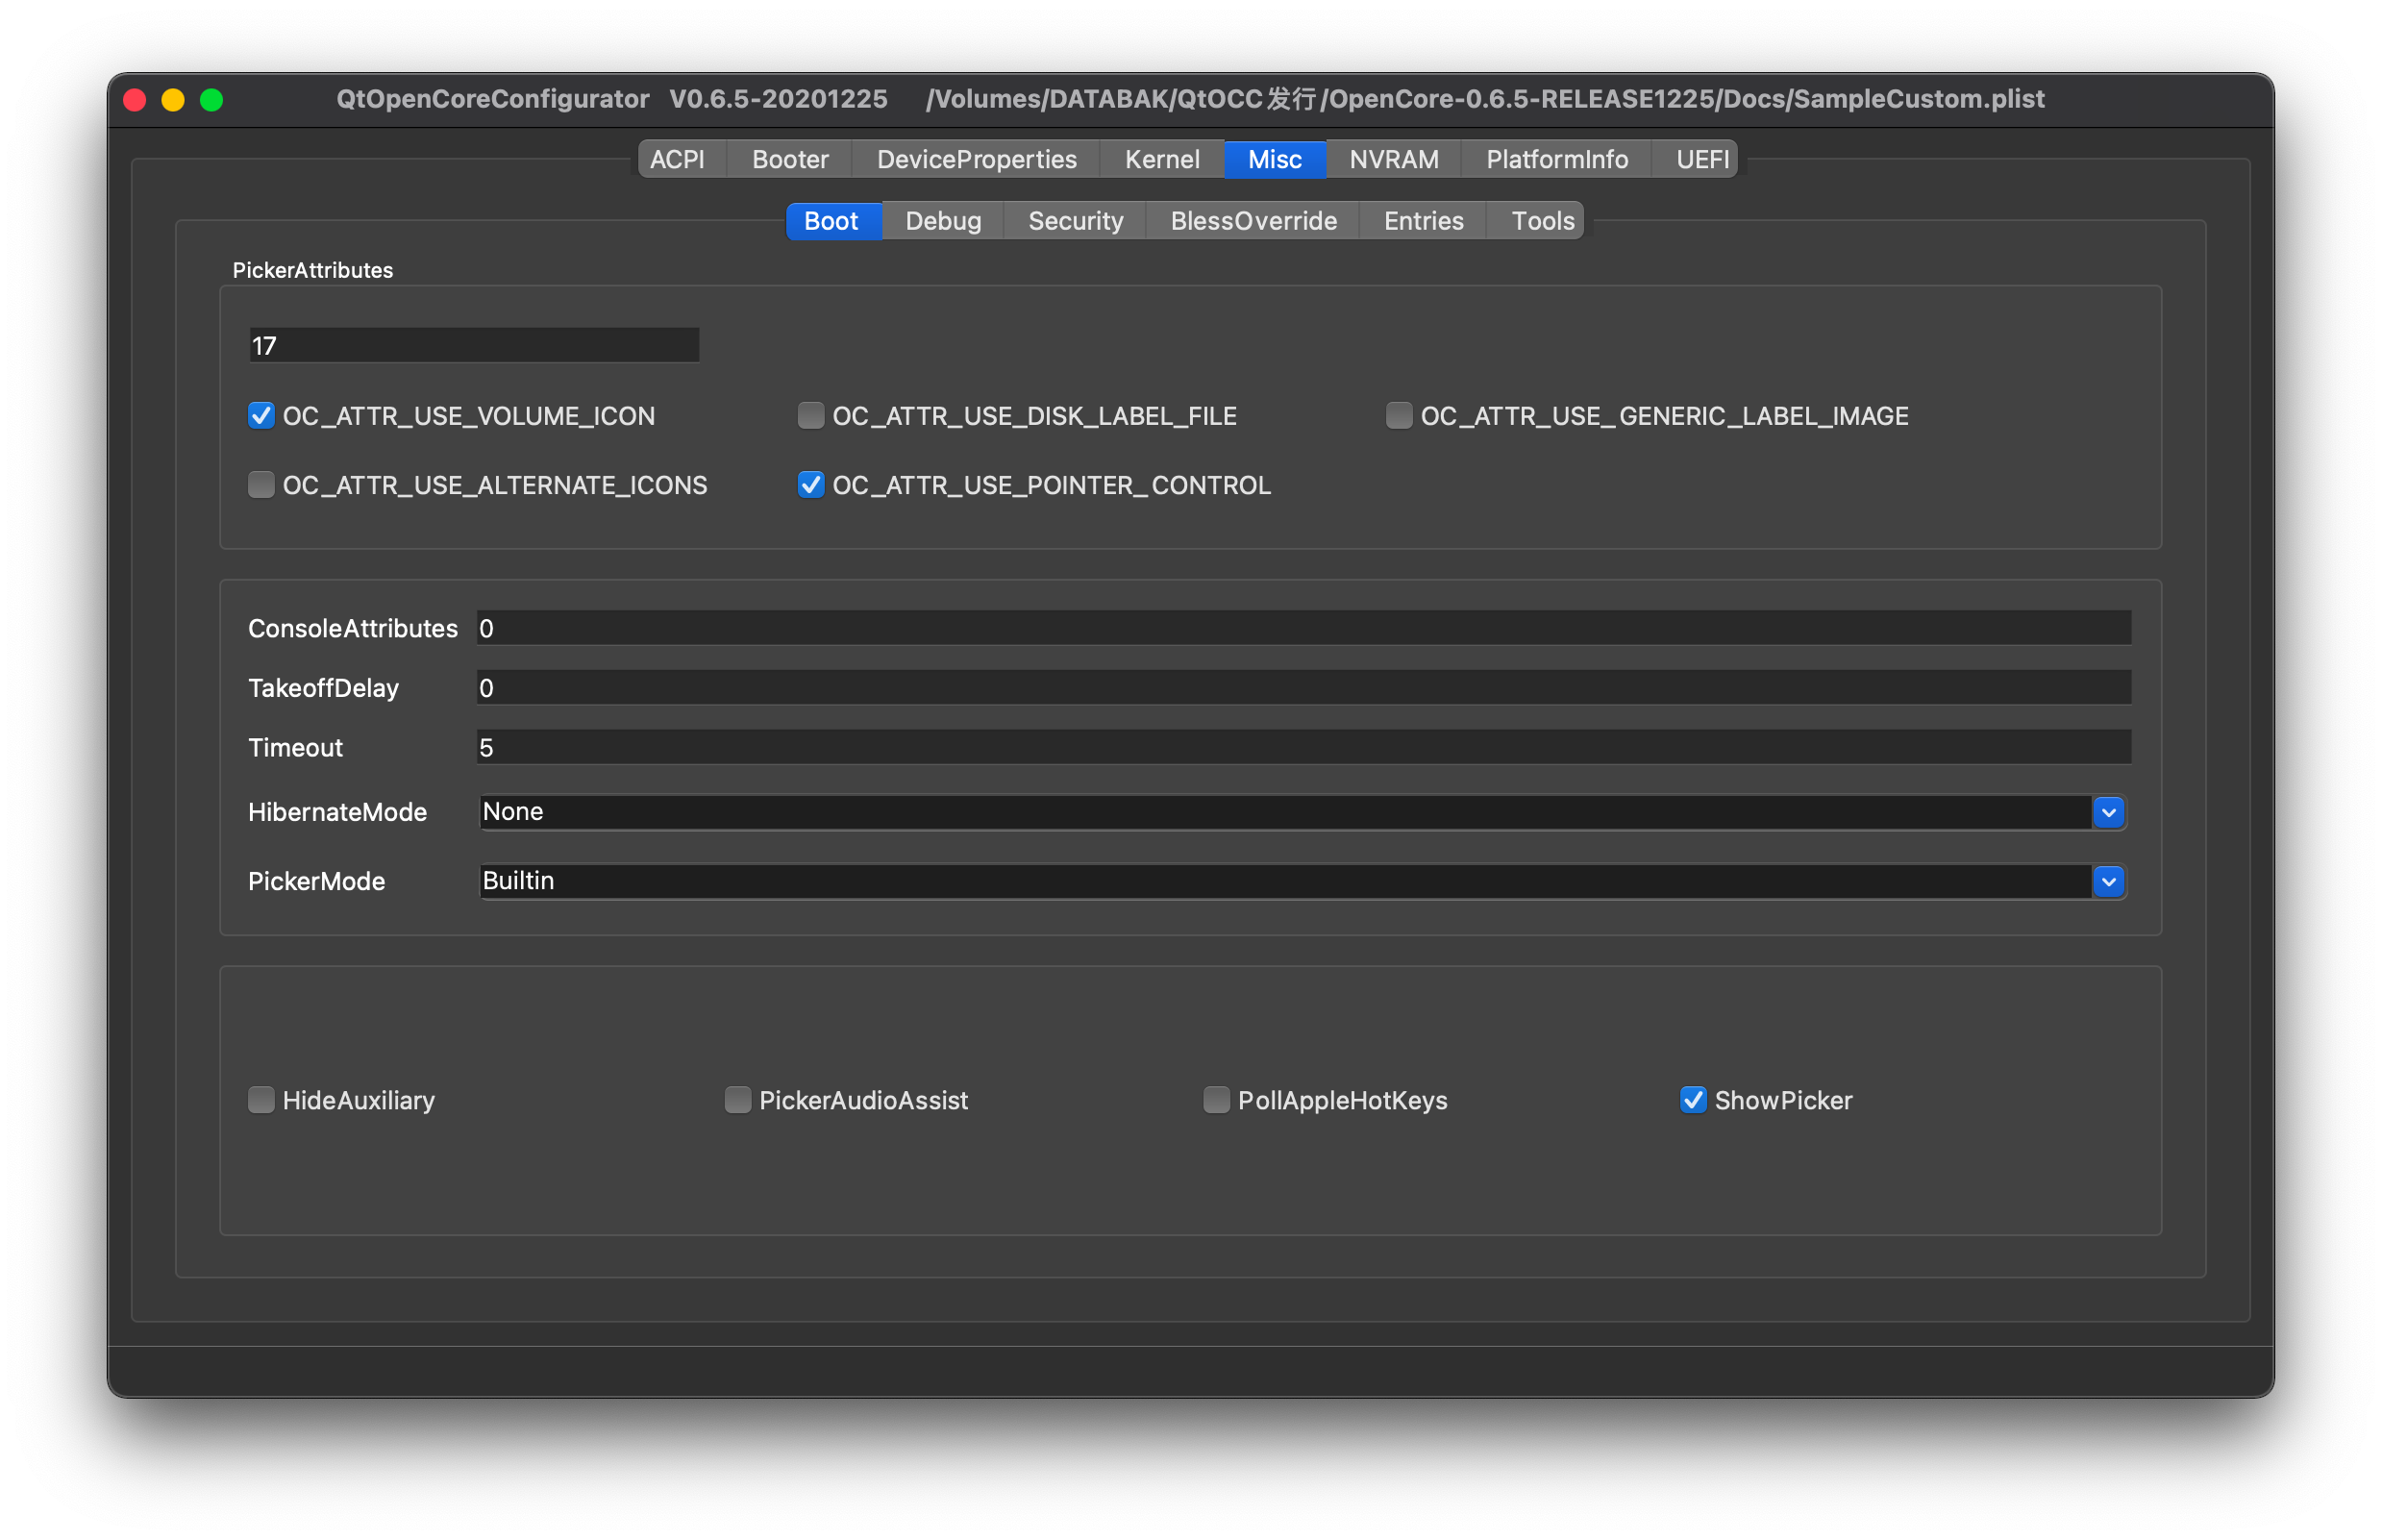 QtOpenCoreConfigurator V0.6.5-20201225 /Volumes/DATABAK/QtOCC发行/OpenCore-0.6.5-RELEASE1225/Docs/SampleCustom.plist
ACPI Booter DeviceProperties Kernel Misc NVRAM PlatformInfo UEFI
Boot Debug Security BlessOverride Entries Tools
PickerAttributes
17
OC_ATTR_USE_VOLUME_ICON OC_ATTR_USE_DISK_LABEL_FILE OC_ATTR_USE_GENERIC_LABEL_IMAGE
OC_ATTR_USE_ALTERNATE_ICONS OC_ATTR_USE_POINTER_CONTROL
ConsoleAttributes 0
TakeoffDelay 0
Timeout 5
HibernateMode None
PickerMode Builtin
HideAuxiliary PickerAudioAssist PollAppleHotKeys ShowPicker